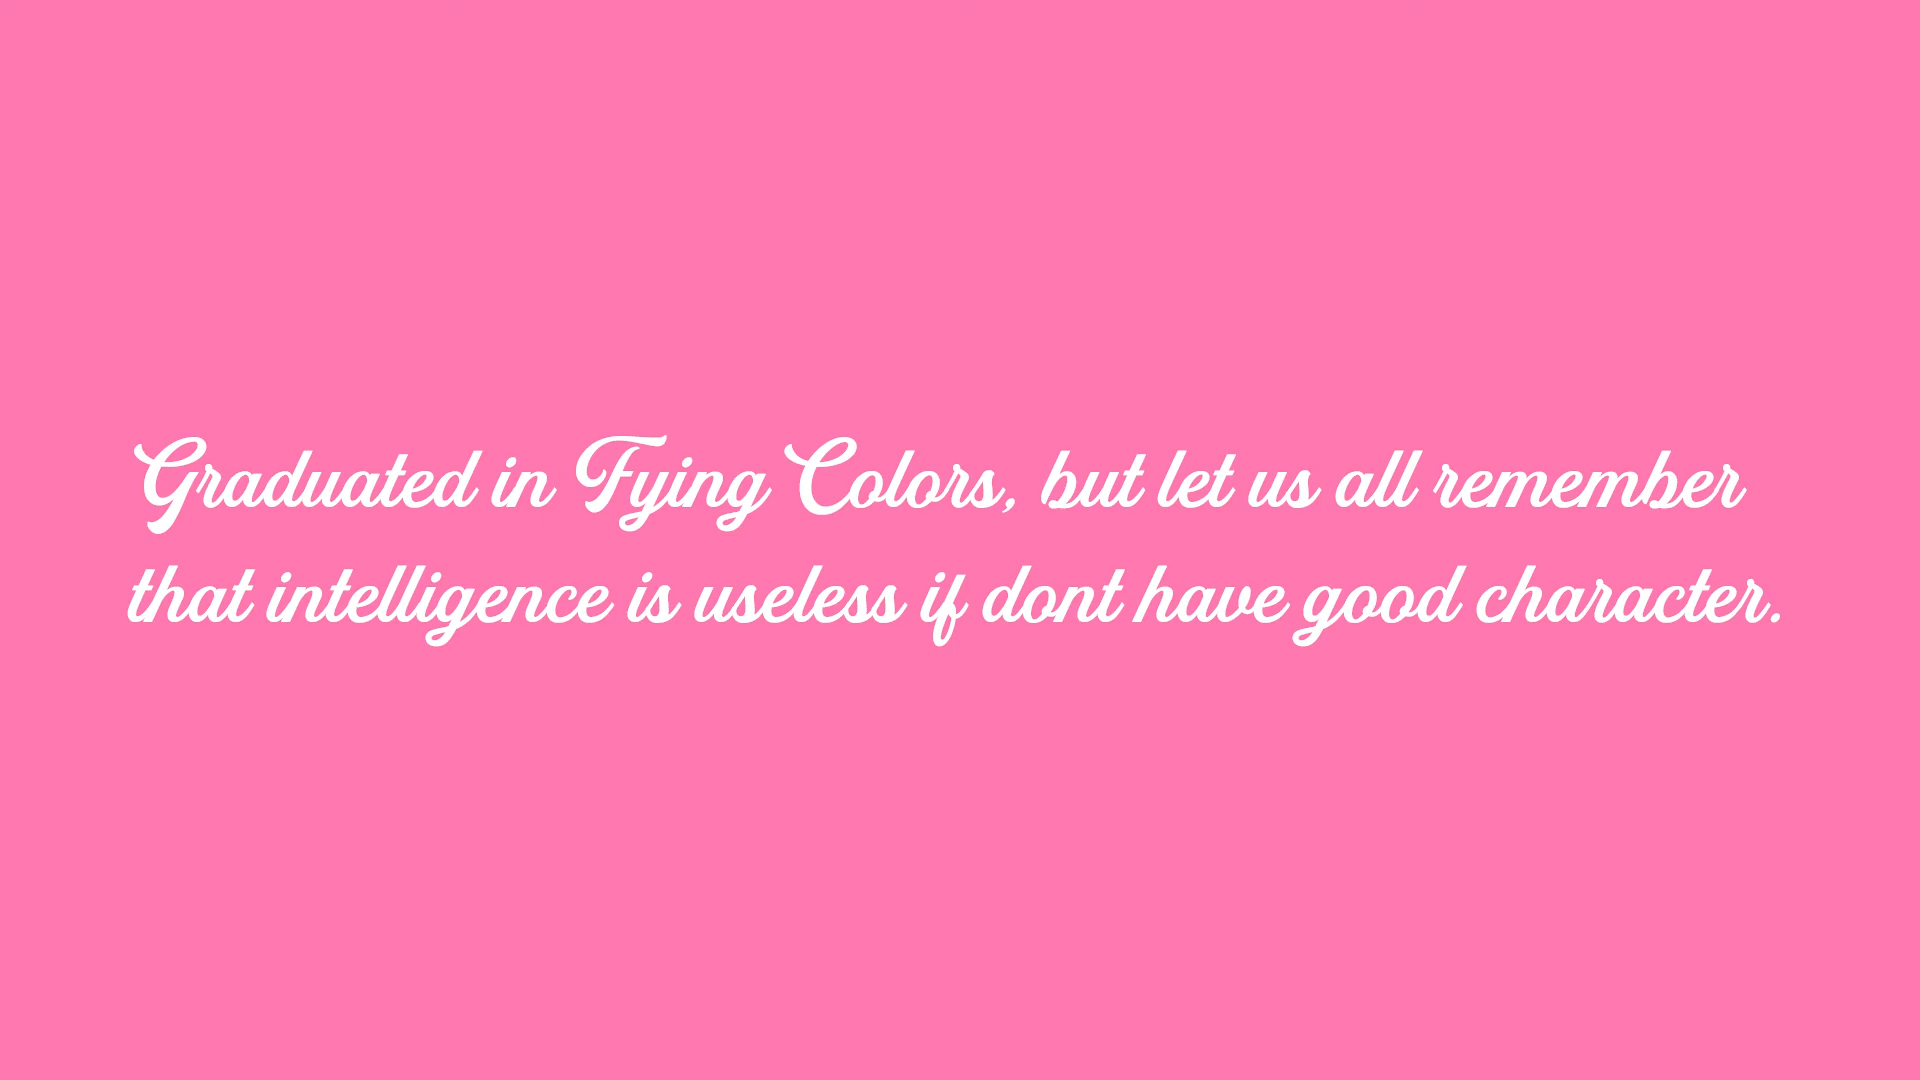 Graduated in Fying Colors, but let us all remember
that intelligence is useless if dont have good character.